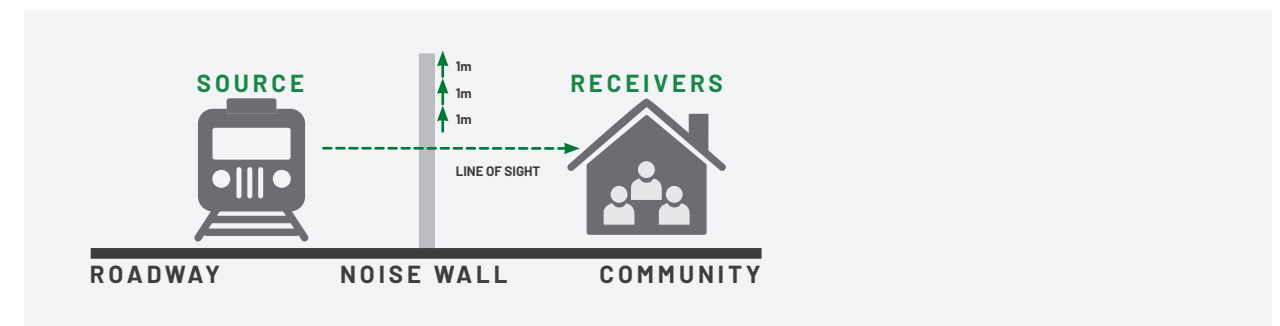 1m
SOURCE
RECEIVERS
1m
1m
LINE OF SIGHT
ROADWAY
NOISE WALL
COMMUNITY